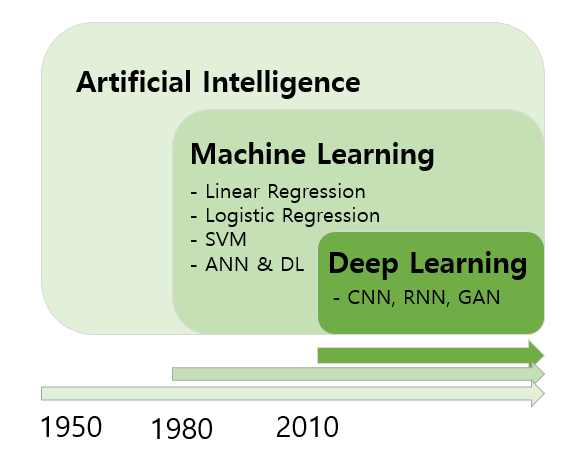 Artificial Intelligence
Machine Learning
- Linear Regression
- Logistic Regression
- SVM
- ANN & DL
Deep Learning
- CNN, RNN, GAN
1950
1980
2010